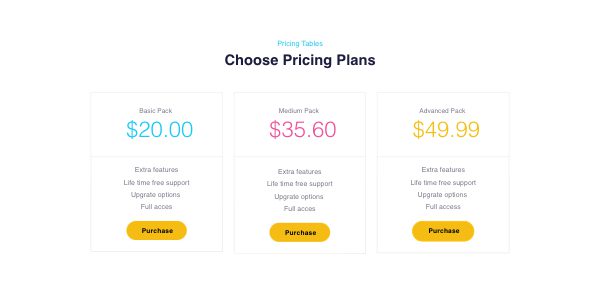 Pricing Tables
Choose Pricing Plans
Basic Pack
$20.00
Extra features
Life time free support
Upgrate options
Full acces
Purchase
Medium Pack
$35.60
Extra features
Life time free support
Upgrate options
Full acces
Purchase
Advanced Pack
$49.99
Extra features
Life time free support
Upgrate options
Full access
Purchase